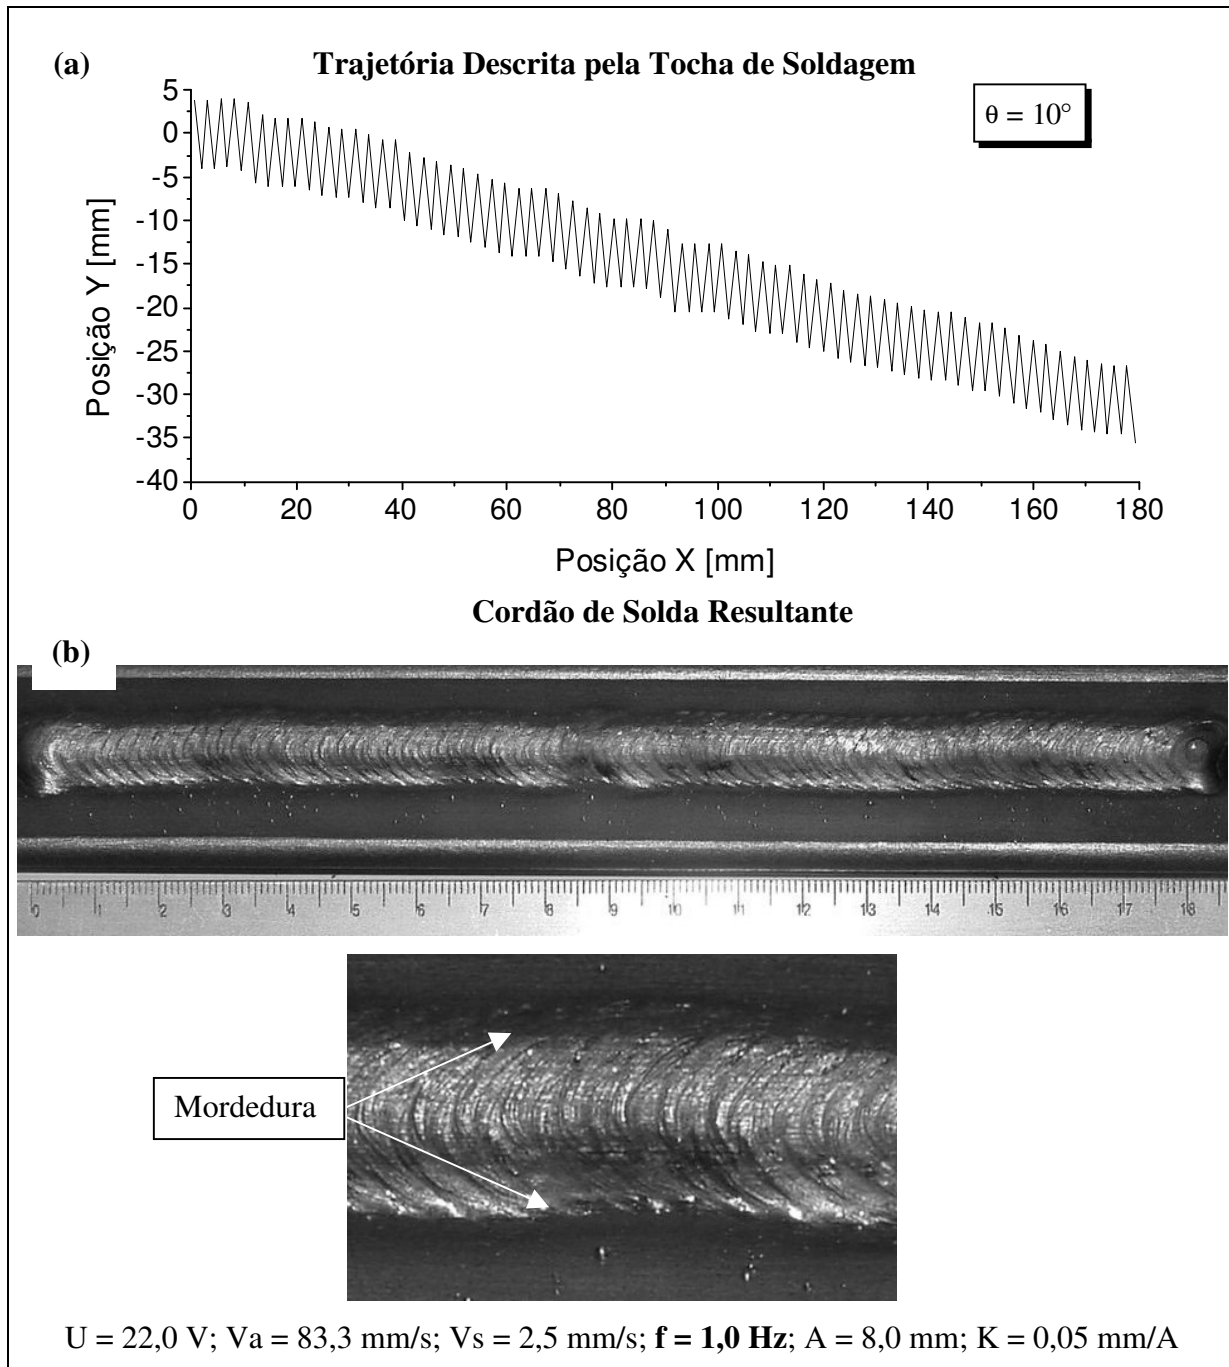 (a)
Trajetória Descrita pela Tocha de Soldagem
θ = 10°
5
0
-5
-10
-15
-20
-25
-30
-35
-40
Posição Y [mm]
0 20 40 60 80 100 120 140 160 180
Posição X [mm]
Cordão de Solda Resultante
(b)
0 1 2 3 4 5 6 7 8 9 10 11 12 13 14 15 16 17 18
Mordedura
U = 22,0 V; Va = 83,3 mm/s; Vs = 2,5 mm/s; f = 1,0 Hz; A = 8,0 mm; K = 0,05 mm/A